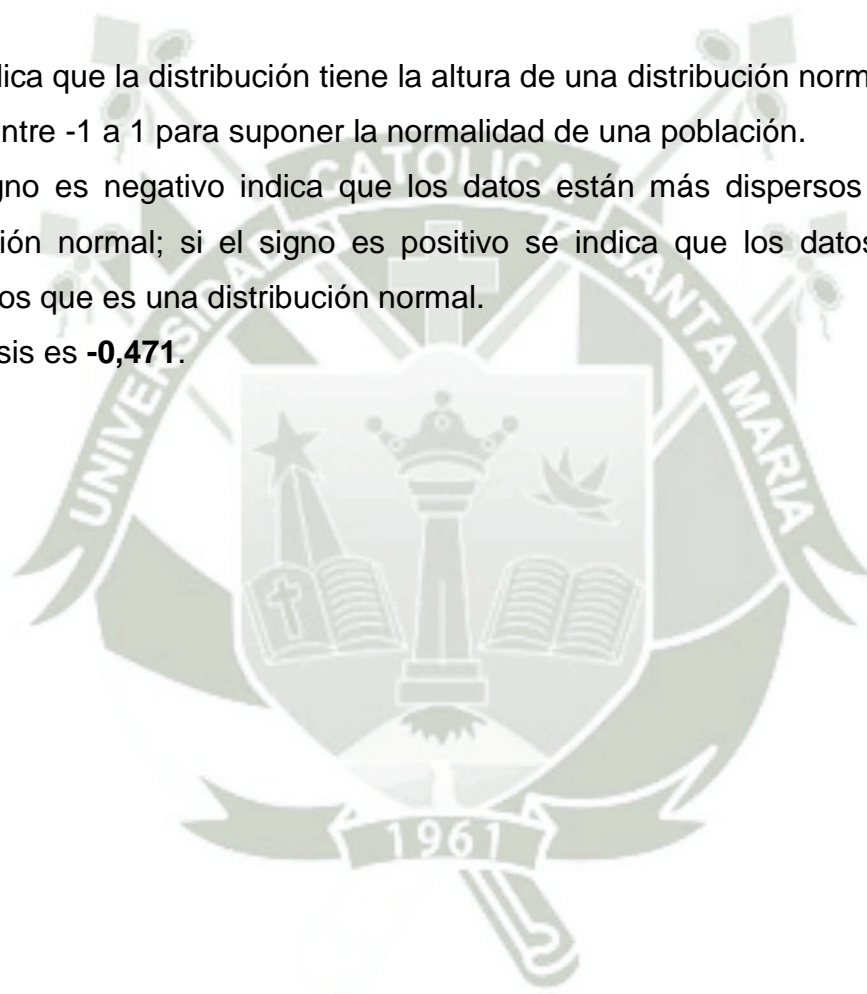 lica que la distribución tiene la altura de una distribución norm
ntre -1 a 1 para suponer la normalidad de una población.
gno es negativo indica que los datos están más dispersos
ión normal; si el signo es positivo se indica que los datos
os que es una distribución normal.
sis es -0,471.
UNIVERSIDAD CATOLICA SANTA MARIA
1961